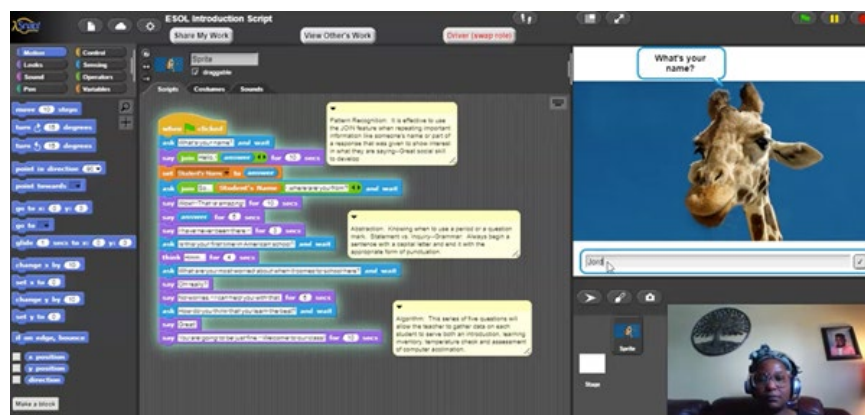 Snap!
ESOL Introduction Script
Share My Work
View Other's Work
Driver (swap role)
Motion
Control
Looks
Sensing
Sound
Operators
Pen
Variables
Sprite
draggable
Scripts
Costumes
Sounds
move 10 steps
turn 15 degrees
turn 15 degrees
point in direction 90
point towards
go to x: 0 y: 0
go to
glide 1 secs to x: 0 y: 0
change x by 10
set x to 0
change y by 10
set y to 0
if on edge, bounce
x position
y position
direction
Make a block
when clicked
ask What's your name? and wait
say join Hello, answer for 10 secs
set Student's Name to answer
ask join So, Student's Name where are you from? and wait
say Wow! That is amazing! for 10 secs
say answer for 5 secs
say I have never been there! for 5 secs
ask Is this your first time in American school? and wait
think Hmmm... for 4 secs
ask What are you most worried about when it comes to school here? and wait
say Oh really?
say No worries. I can help you with that. for 5 secs
ask How do you think that you learn the best? and wait
say Great!
say You are going to be just fine. Welcome to our class! for 10 secs
Pattern Recognition: It is effective to use
the JOIN feature when repeating important
information like someone's name or part of
a response that was given to show interest
in what they are saying--Great social skill
to develop
Abstraction: Knowing when to use a period or a question
mark. Statement vs. Inquiry--Grammar. Always begin a
sentence with a capital letter and end it with the
appropriate form of punctuation.
Algorithm: This series of five questions will
allow the teacher to gather data on each
student to serve both an introduction, learning
inventory, temperature check and assessment
of computer acclimation.
What's your
name?
Jord
Sprite
Stage